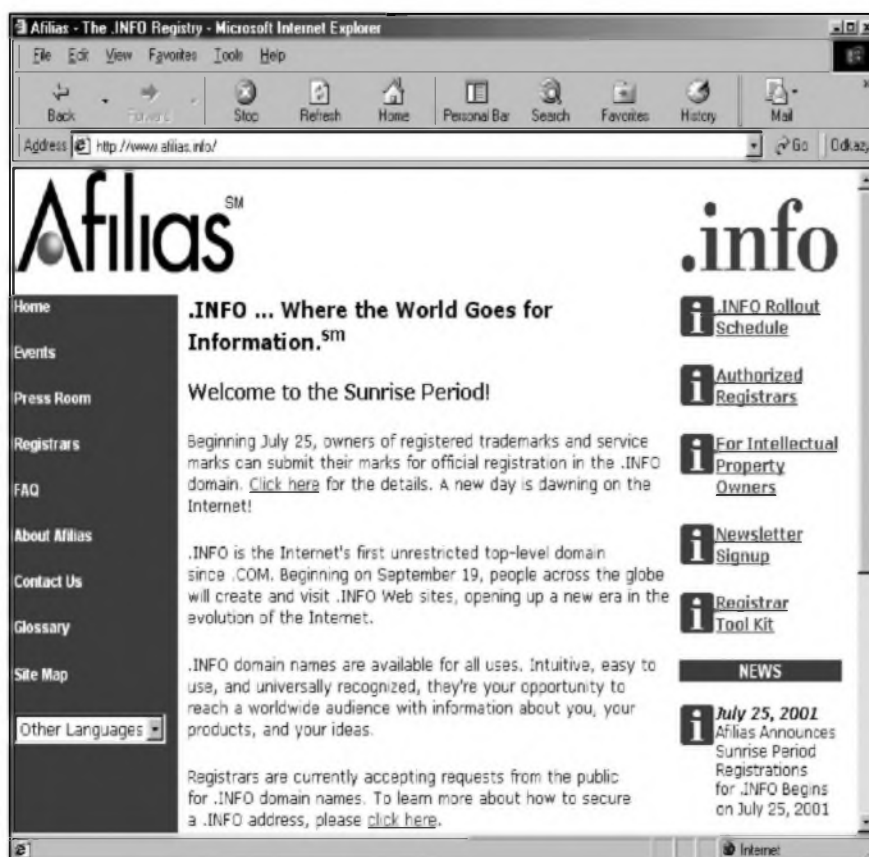 Afilias - The .INFO Registry - Microsoft Internet Explorer
File Edit View Favorites Tools Help
Back Forward Stop Refresh Home Personal Bar Search Favorites History Mail
Address http://www.afilias.info/ Go Odkazy
Afilias SM
.info
Home
Events
Press Room
Registrars
FAQ
About Afilias
Contact Us
Glossary
Site Map
Other Languages
.INFO ... Where the World Goes for
Information.sm
Welcome to the Sunrise Period!
Beginning July 25, owners of registered trademarks and service
marks can submit their marks for official registration in the .INFO
domain. Click here for the details. A new day is dawning on the
Internet!
.INFO is the Internet's first unrestricted top-level domain
since .COM. Beginning on September 19, people across the globe
will create and visit .INFO Web sites, opening up a new era in the
evolution of the Internet.
.INFO domain names are available for all uses. Intuitive, easy to
use, and universally recognized, they're your opportunity to
reach a worldwide audience with information about you, your
products, and your ideas.
Registrars are currently accepting requests from the public
for .INFO domain names. To learn more about how to secure
a .INFO address, please click here.
i .INFO Rollout
Schedule
i Authorized
Registrars
i For Intellectual
Property
Owners
i Newsletter
Signup
i Registrar
Tool Kit
NEWS
i July 25, 2001
Afilias Announces
Sunrise Period
Registrations
for .INFO Begins
on July 25, 2001
Internet